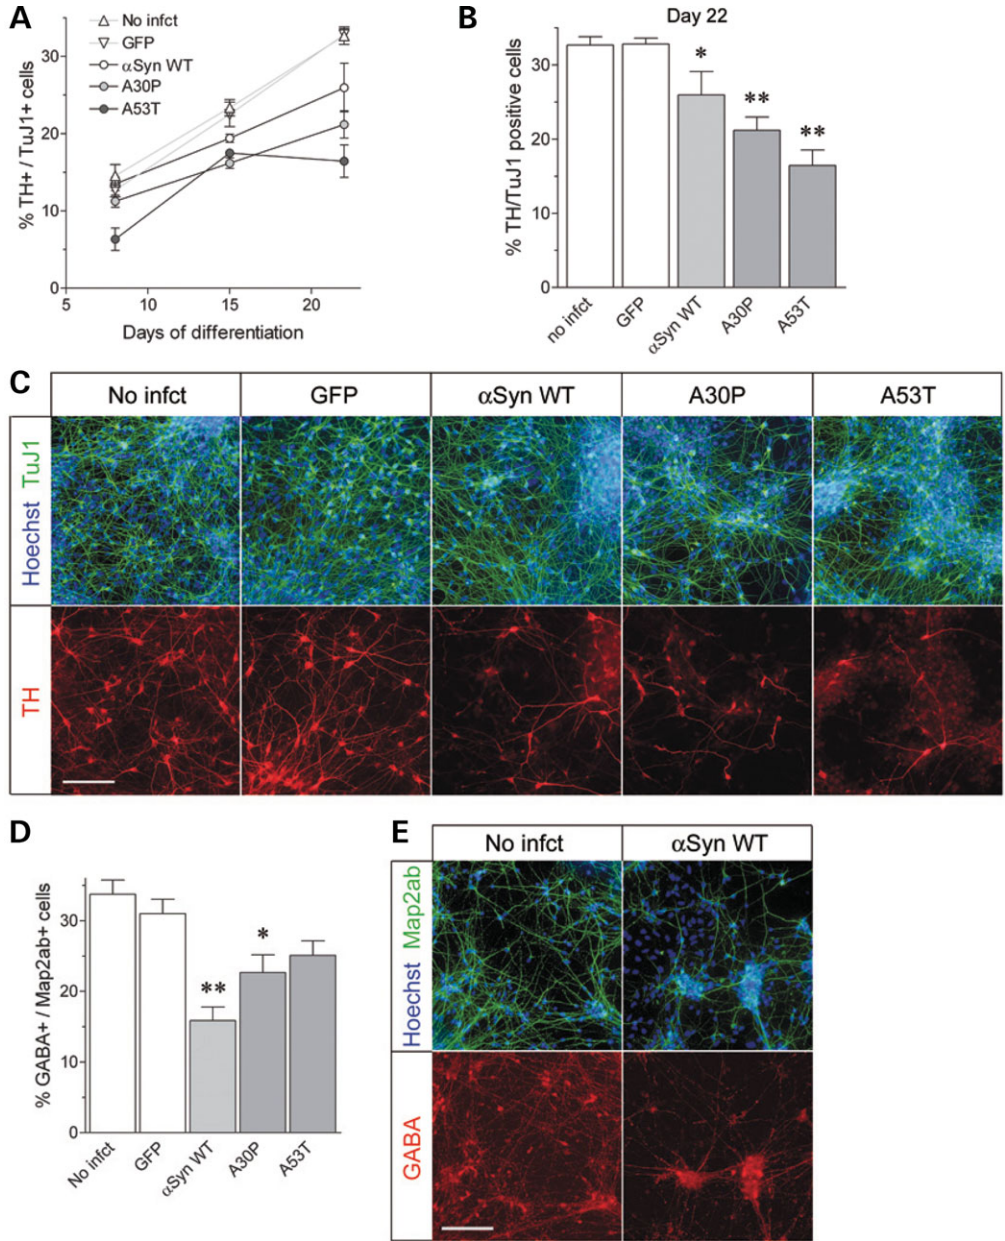 A
% TH+ / TuJ1+ cells
30
20
10
0
5
10
15
20
Days of differentiation
No infct
GFP
αSyn WT
A30P
A53T
B
Day 22
% TH/TuJ1 positive cells
30
20
10
0
*
**
**
no infct
GFP
αSyn WT
A30P
A53T
C
No infct
GFP
αSyn WT
A30P
A53T
Hoechst TuJ1
TH
D
% GABA+ / Map2ab+ cells
30
20
10
0
**
*
No infct
GFP
αSyn WT
A30P
A53T
E
No infct
αSyn WT
Hoechst Map2ab
GABA